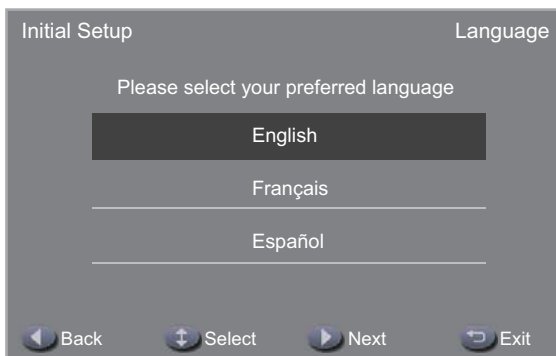 Initial Setup Language
Please select your preferred language
English
Français
Español
Back Select Next Exit